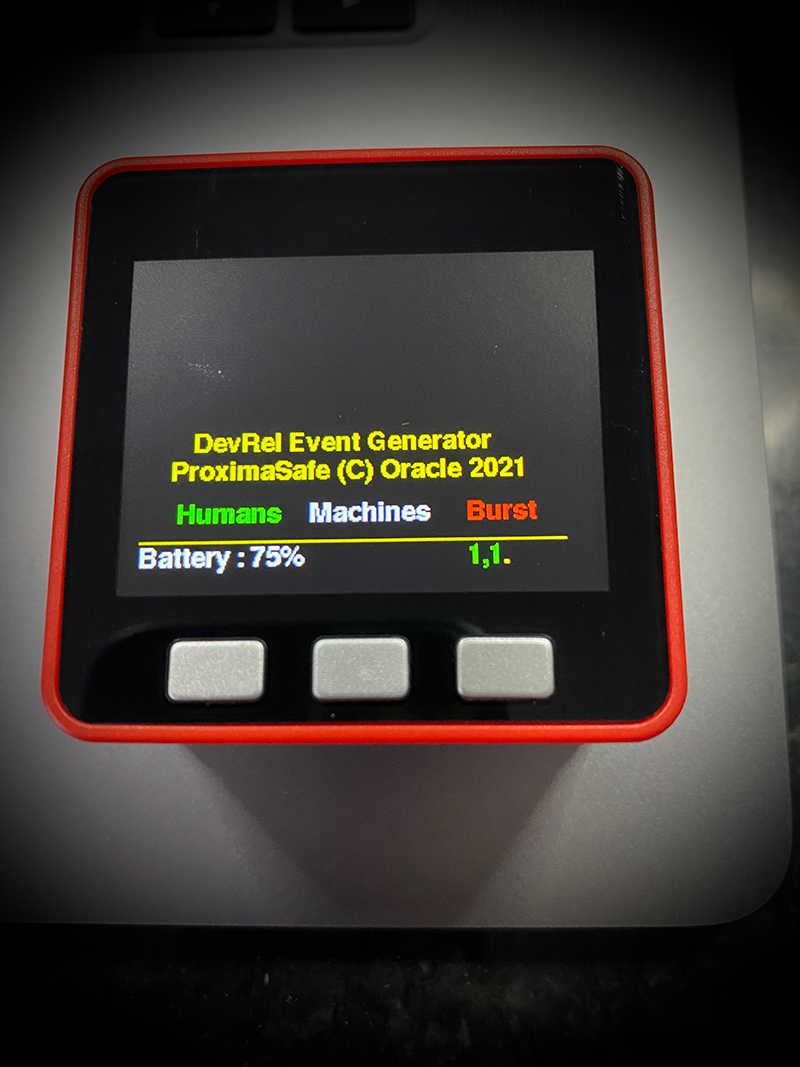 DevRel Event Generator
ProximaSafe (C) Oracle 2021
Humans Machines Burst
Battery : 75% 1,1.